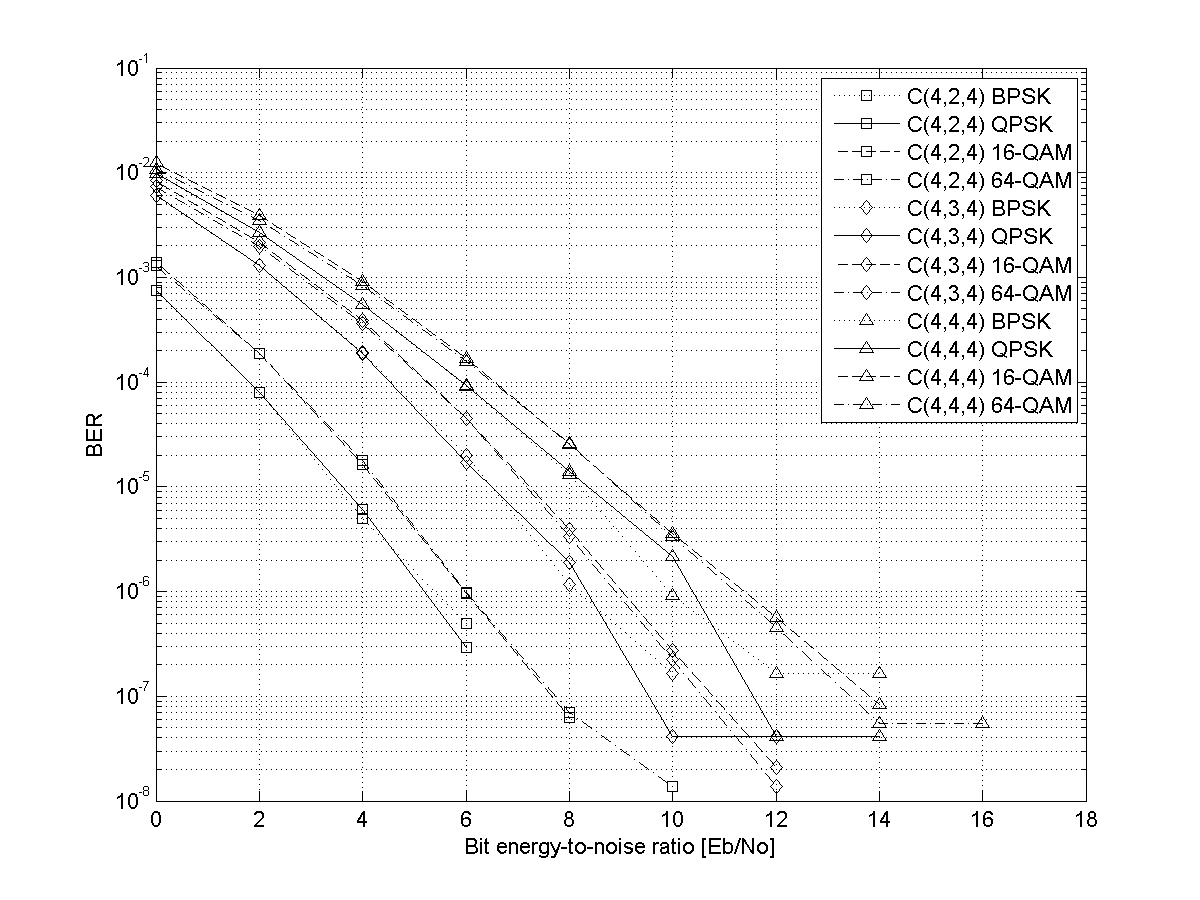 10^-1
10^-2
10^-3
10^-4
10^-5
10^-6
10^-7
10^-8
BER
0 2 4 6 8 10 12 14 16 18
Bit energy-to-noise ratio [Eb/No]
C(4,2,4) BPSK
C(4,2,4) QPSK
C(4,2,4) 16-QAM
C(4,2,4) 64-QAM
C(4,3,4) BPSK
C(4,3,4) QPSK
C(4,3,4) 16-QAM
C(4,3,4) 64-QAM
C(4,4,4) BPSK
C(4,4,4) QPSK
C(4,4,4) 16-QAM
C(4,4,4) 64-QAM